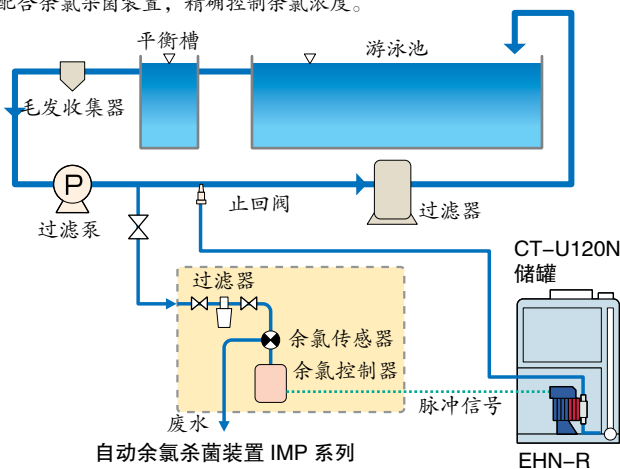 配合余氯杀菌装置，精确控制余氯浓度。
平衡槽
游泳池
毛发收集器
P
过滤泵
止回阀
过滤器
CT-U120N
储罐
过滤器
余氯传感器
余氯控制器
脉冲信号
废水
自动余氯杀菌装置 IMP 系列
EHN-R